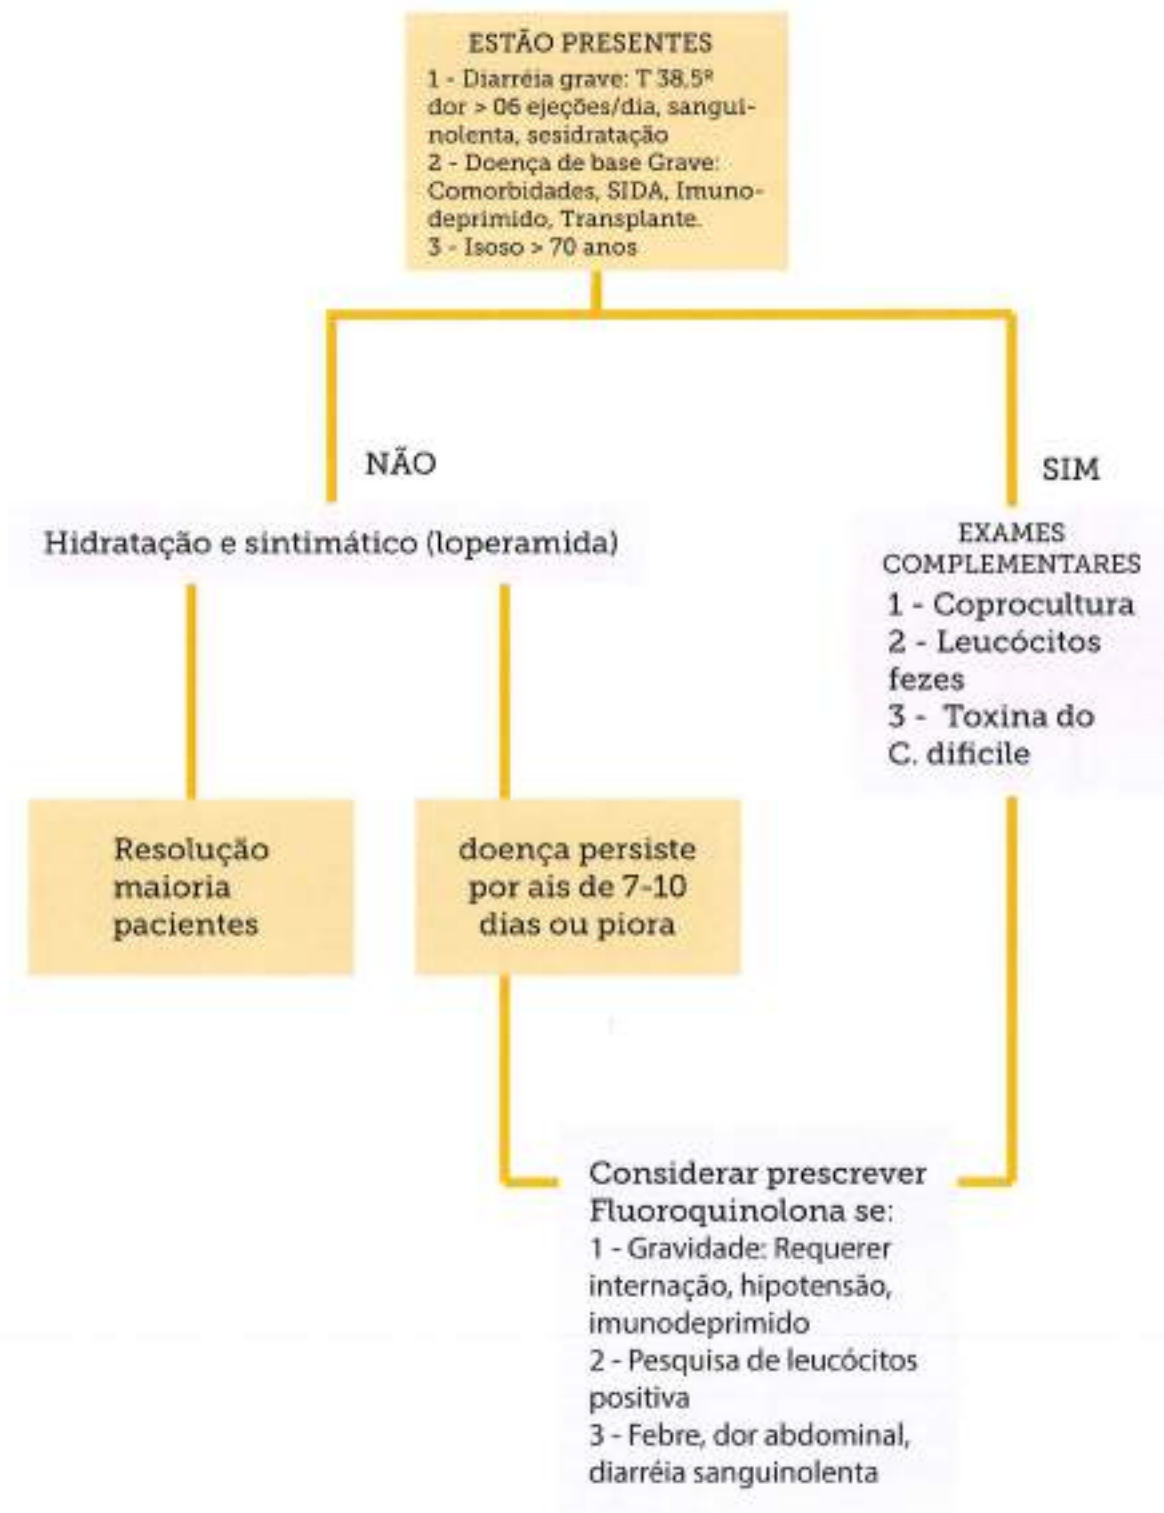 ESTÃO PRESENTES
1 - Diarréia grave: T 38,5º
dor > 06 ejeções/dia, sangui-
nolenta, sesidratação
2 - Doença de base Grave:
Comorbidades, SIDA, Imuno-
deprimido, Transplante.
3 - Isoso > 70 anos
NÃO
SIM
Hidratação e sintimático (loperamida)
EXAMES
COMPLEMENTARES
1 - Coprocultura
2 - Leucócitos
fezes
3 - Toxina do
C. dificile
Resolução
maioria
pacientes
doença persiste
por ais de 7-10
dias ou piora
Considerar prescrever
Fluoroquinolona se:
1 - Gravidade: Requerer
internação, hipotensão,
imunodeprimido
2 - Pesquisa de leucócitos
positiva
3 - Febre, dor abdominal,
diarréia sanguinolenta